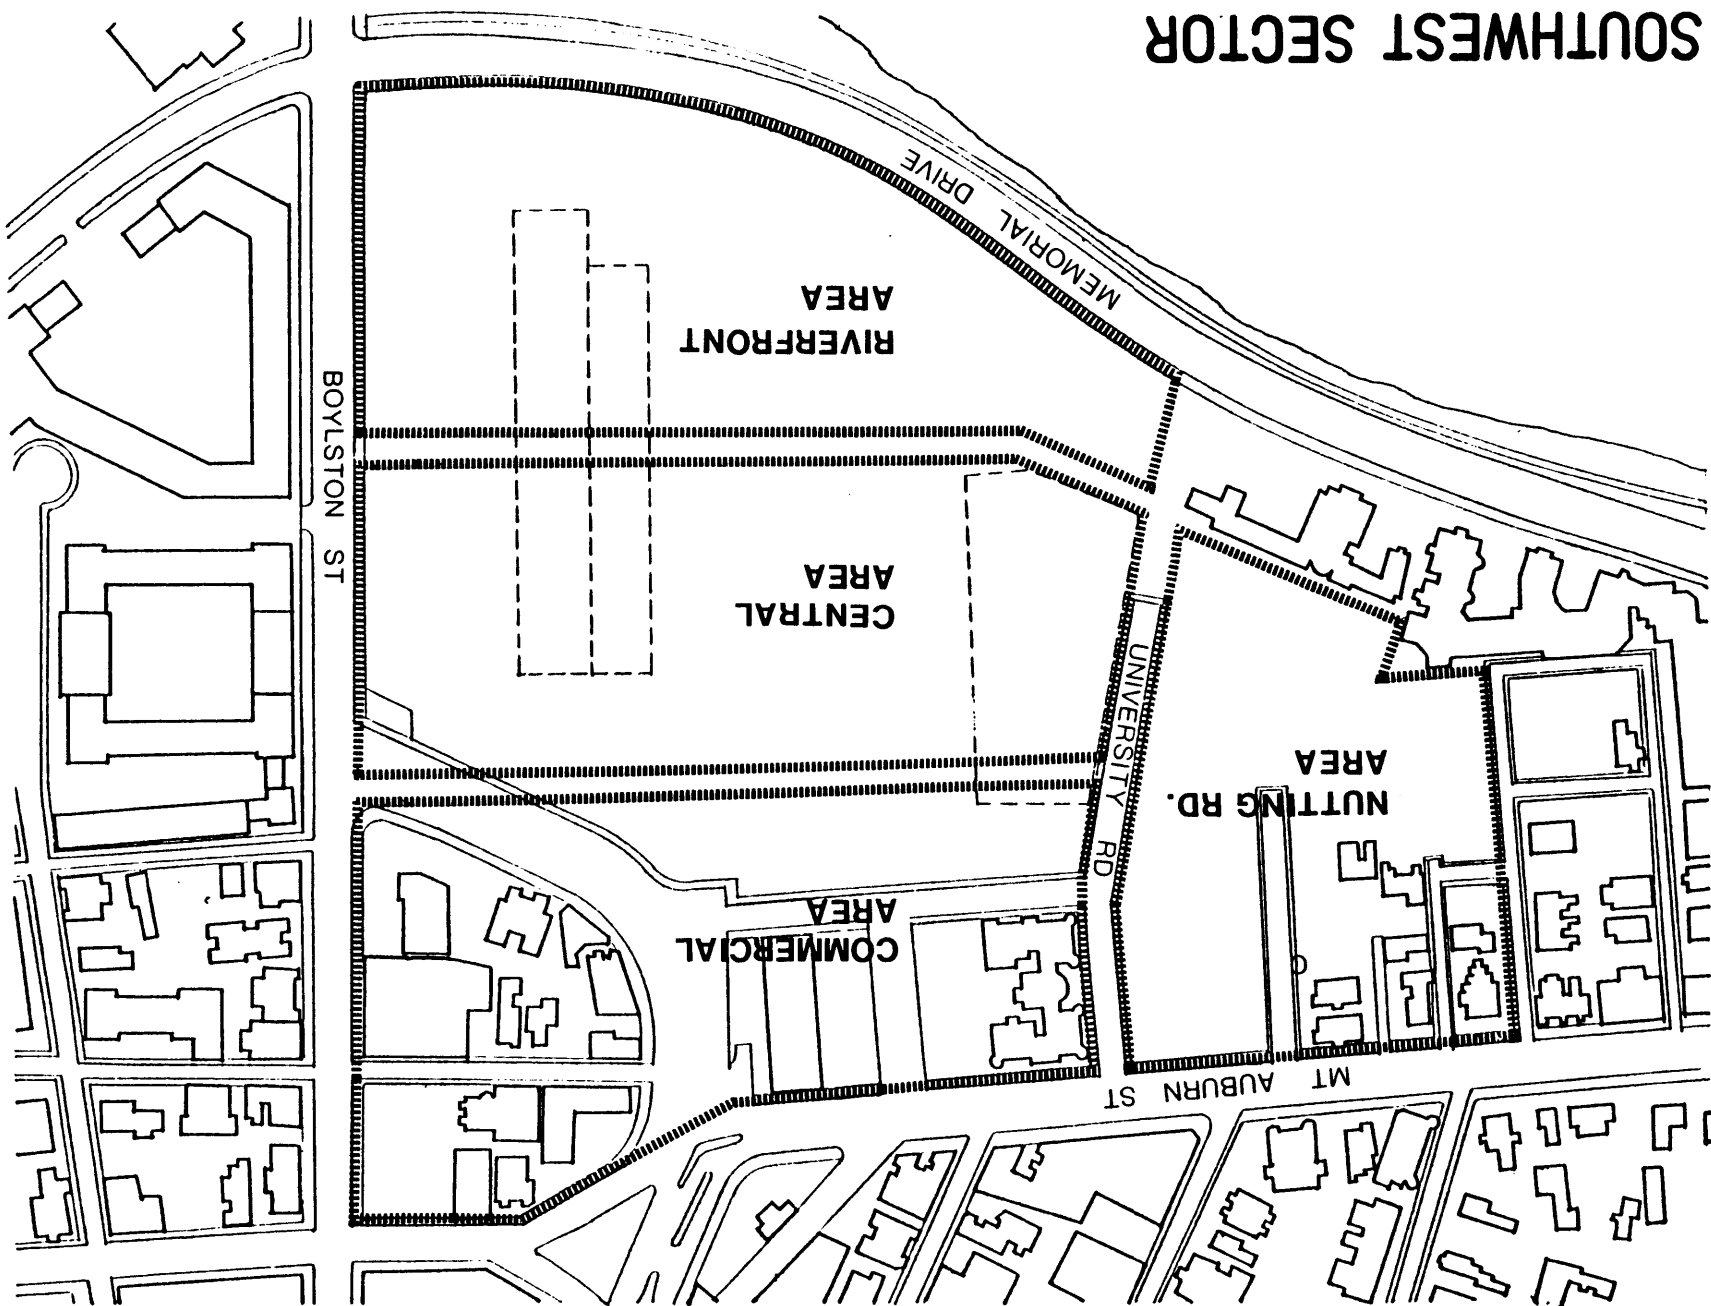 SOUTHWEST SECTOR
MT AUBURN ST
COMMERCIAL
AREA
NUTTING RD.
AREA
UNIVERSITY RD
CENTRAL
AREA
BOYLSTON ST
RIVERFRONT
AREA
MEMORIAL DRIVE